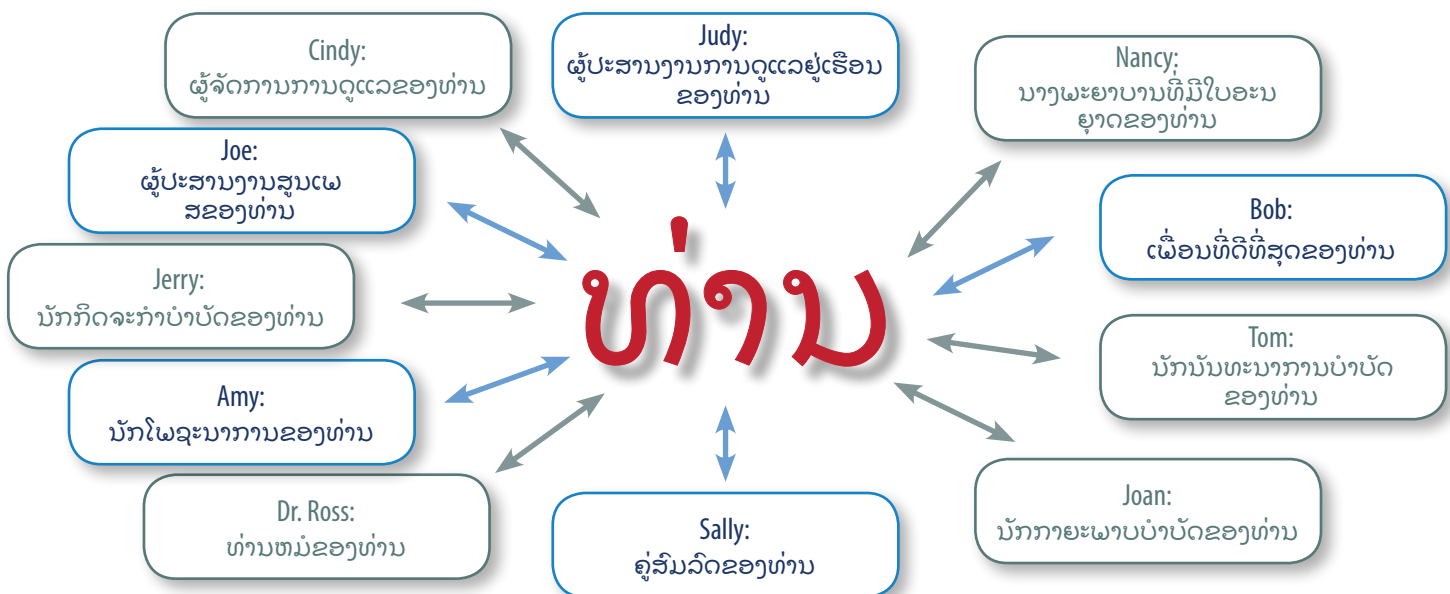 Cindy:
ຜູ້ຈັດການການດູແລຂອງທ່ານ
Judy:
ຜູ້ປະສານງານການດູແລຢູ່ເຮືອນ
ຂອງທ່ານ
Nancy:
ນາງພະຍາບານທີ່ມີໃບອະນ
ຍຸາດຂອງທ່ານ
Joe:
ຜູ້ປະສານງານສູນເພ
ສຂອງທ່ານ
Bob:
ເພື່ອນທີ່ດີທີ່ສຸດຂອງທ່ານ
Jerry:
ນັກກິດຈະກຳບຳບັດຂອງທ່ານ
ທ່ານ
Tom:
ນັກນັນທະນາການບຳບັດ
ຂອງທ່ານ
Amy:
ນັກໂພຊະນາການຂອງທ່ານ
Dr. Ross:
ທ່ານຫມໍຂອງທ່ານ
Sally:
ຄູ່ສົມລົດຂອງທ່ານ
Joan:
ນັກກາຍະພາບບຳບັດຂອງທ່ານ